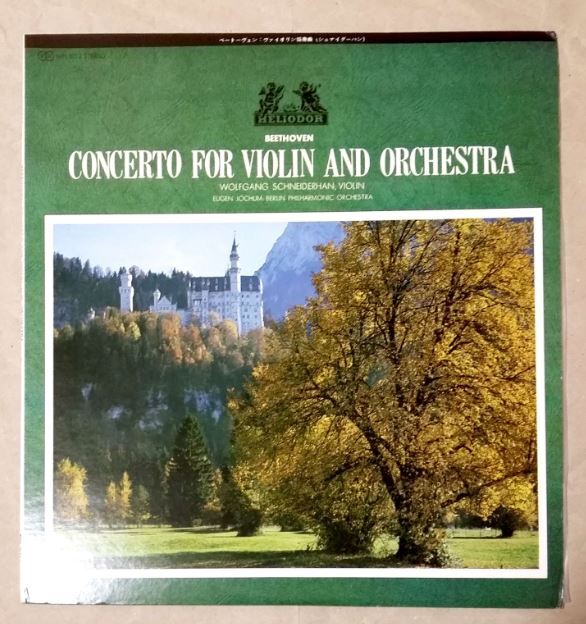 ベートーヴェン：ヴァイオリン協奏曲 (シュナイダーハン)
STEREO
HELIODOR
BEETHOVEN
CONCERTO FOR VIOLIN AND ORCHESTRA
WOLFGANG SCHNEIDERHAN, VIOLIN
EUGEN JOCHUM · BERLIN PHILHARMONIC ORCHESTRA